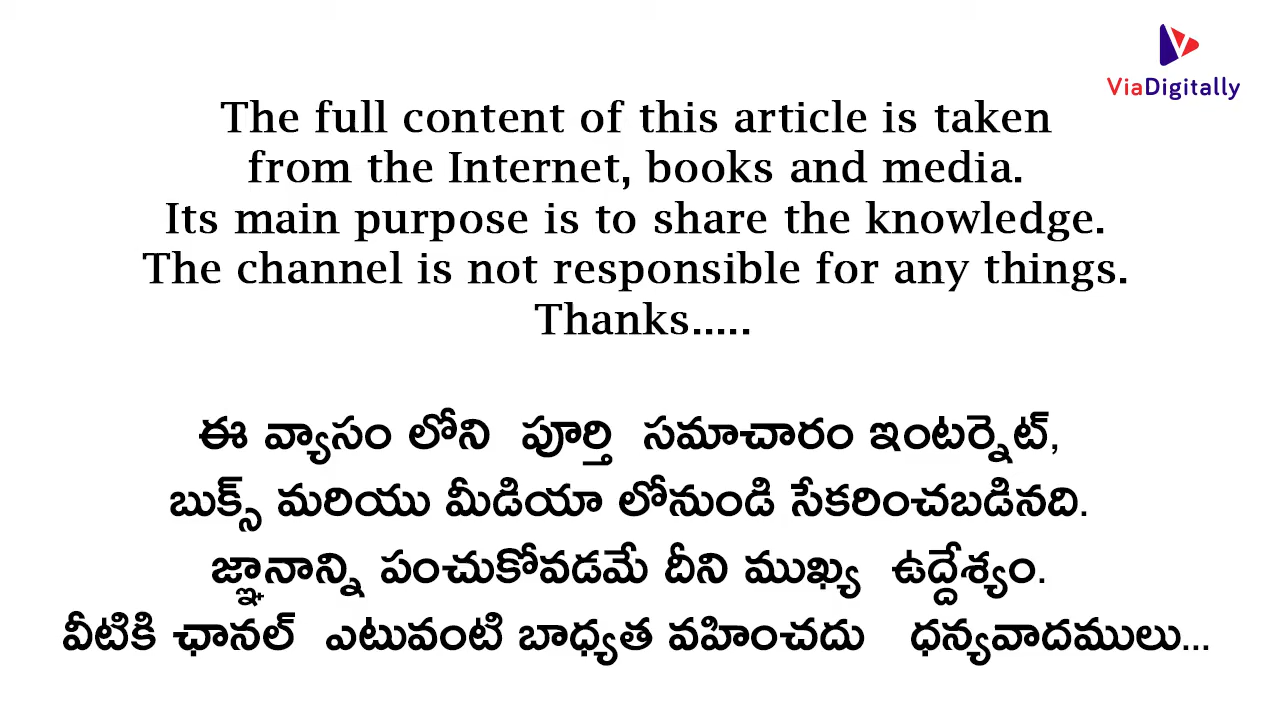 ViaDigitally
The full content of this article is taken
from the Internet, books and media.
Its main purpose is to share the knowledge.
The channel is not responsible for any things.
Thanks.....
ఈ వ్యాసం లోని పూర్తి సమాచారం ఇంటర్నెట్,
బుక్స్ మరియు మీడియా లోనుండి సేకరించబడినది.
జ్ఞానాన్ని పంచుకోవడమే దీని ముఖ్య ఉద్దేశ్యం.
వీటికి ఛానల్ ఎటువంటి బాధ్యత వహించదు ధన్యవాదములు...